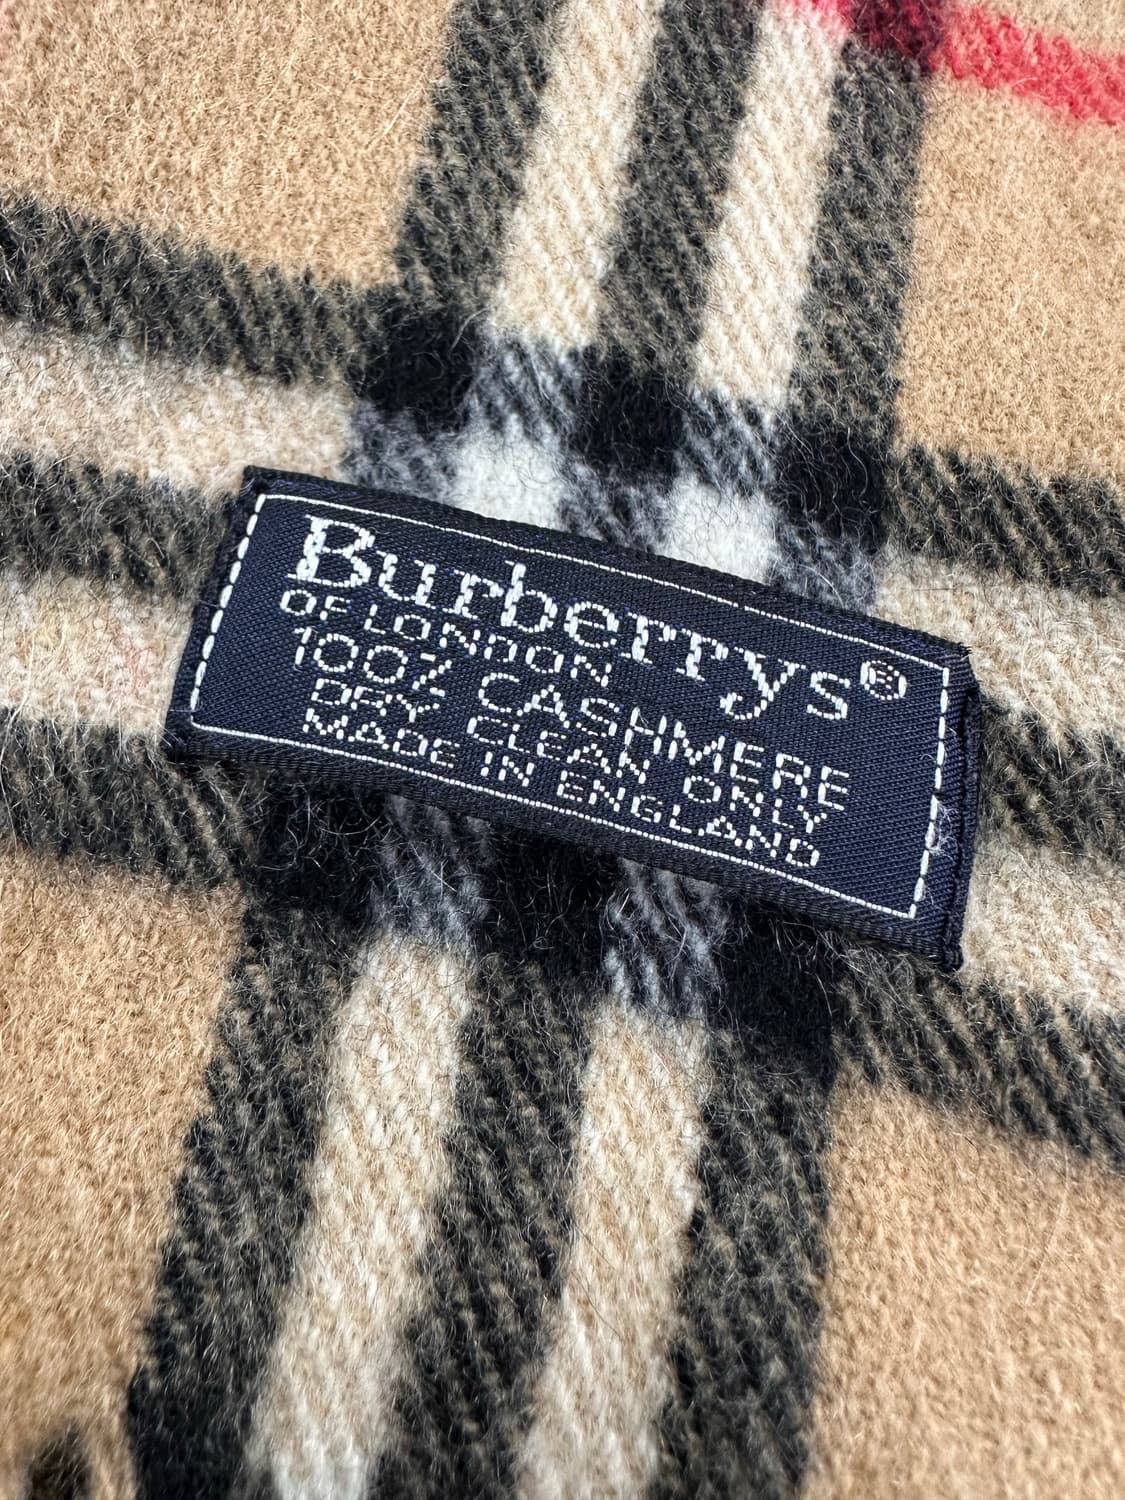 Burberrys®
OF LONDON
100% CASHMERE
DRY CLEAN ONLY
MADE IN ENGLAND